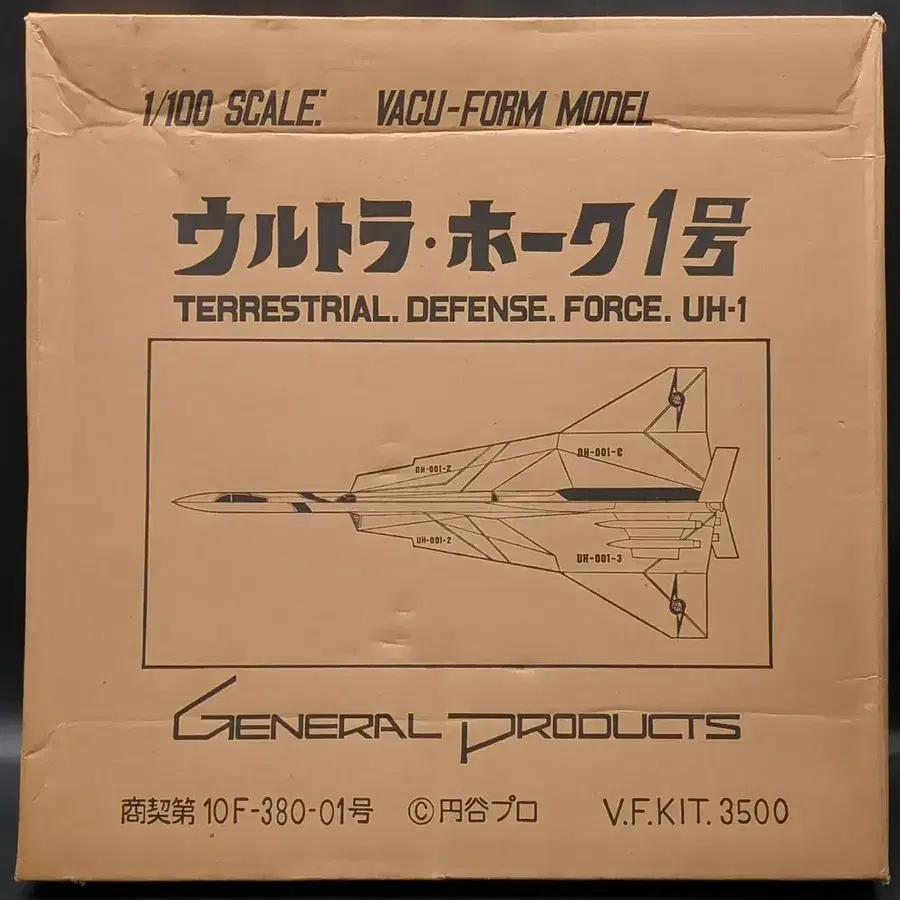 1/100 SCALE. VACU-FORM MODEL
ウルトラ・ホーク1号
TERRESTRIAL. DEFENSE. FORCE. UH-1
UH-001-3
UH-001-2
UH-001-2
UH-001-3
GENERAL PRODUCTS
商契第10F-380-01号 ©円谷プロ V.F.KIT. 3500